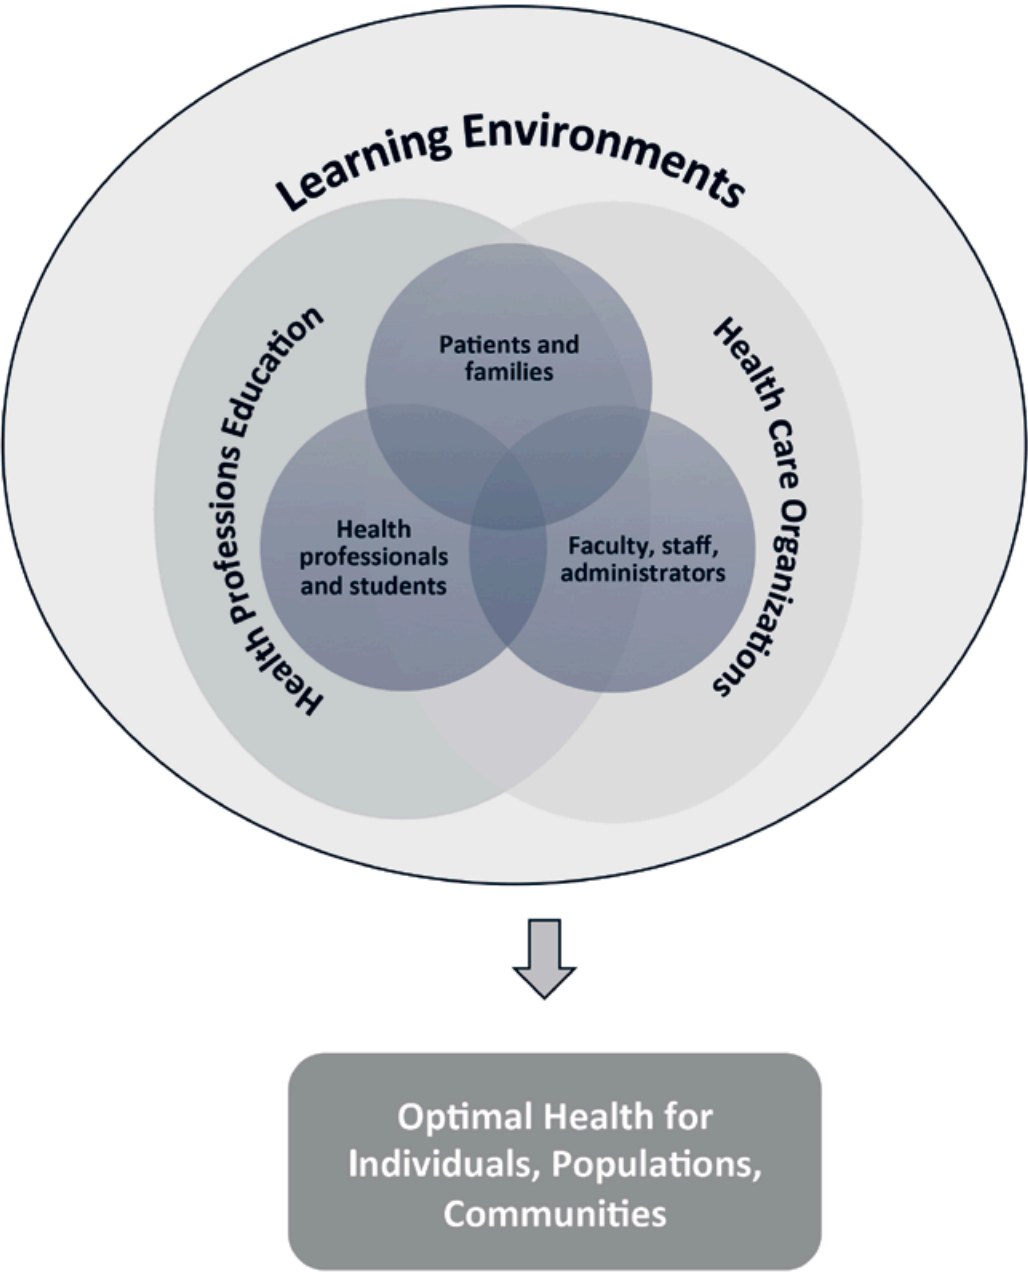 Learning Environments
Health Professions Education
Health Care Organizations
Patients and
families
Health
professionals
and students
Faculty, staff,
administrators
Optimal Health for
Individuals, Populations,
Communities